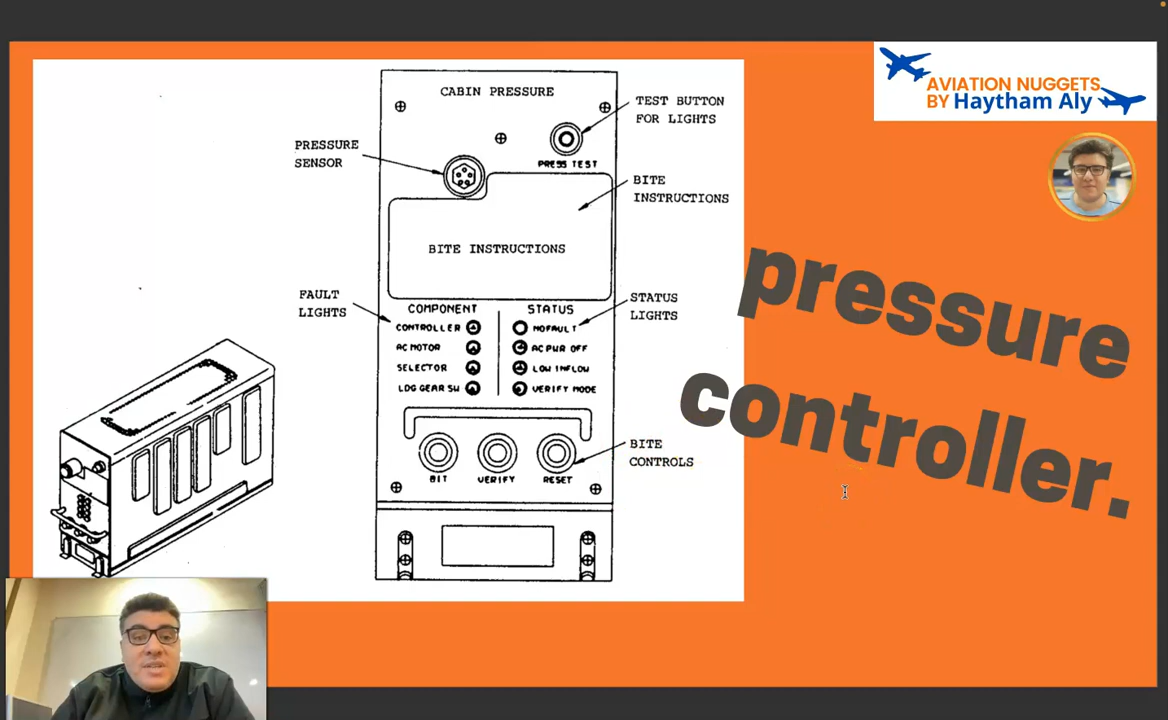 AVIATION NUGGETS
BY Haytham Aly
CABIN PRESSURE
TEST BUTTON
FOR LIGHTS
PRESSURE
SENSOR
PRESS TEST
BITE
INSTRUCTIONS
BITE INSTRUCTIONS
FAULT
LIGHTS
COMPONENT
STATUS
STATUS
LIGHTS
CONTROLLER
NOFAULT
AC MOTOR
AC PWR OFF
SELECTOR
LOW INFLOW
LDG GEAR SW
VERIFY MODE
BIT
VERIFY
RESET
BITE
CONTROLS
pressure
controller.